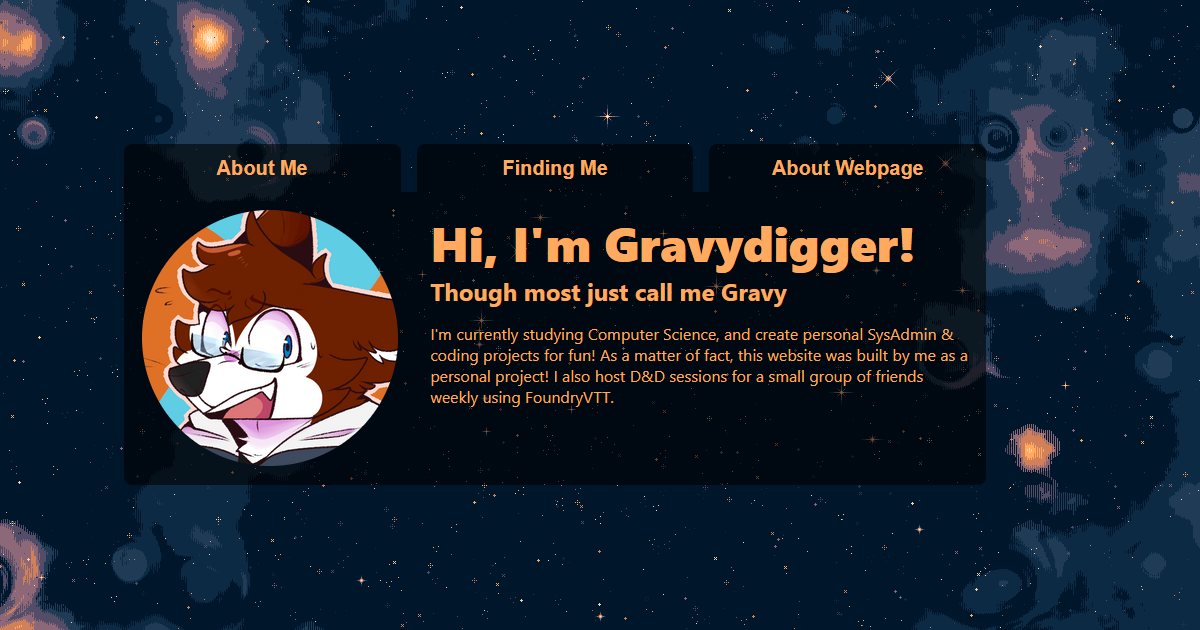 About Me
Finding Me
About Webpage
Hi, I'm Gravydigger!
Though most just call me Gravy
I'm currently studying Computer Science, and create personal SysAdmin &
coding projects for fun! As a matter of fact, this website was built by me as a
personal project! I also host D&D sessions for a small group of friends
weekly using FoundryVTT.